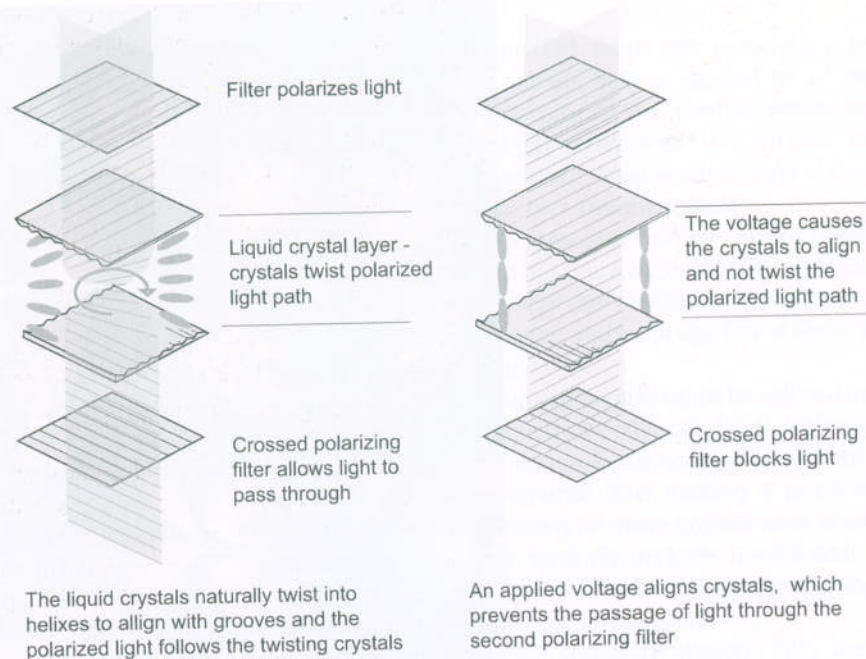 Filter polarizes light
Liquid crystal layer -
crystals twist polarized
light path
Crossed polarizing
filter allows light to
pass through
The liquid crystals naturally twist into
helixes to allign with grooves and the
polarized light follows the twisting crystals
The voltage causes
the crystals to align
and not twist the
polarized light path
Crossed polarizing
filter blocks light
An applied voltage aligns crystals, which
prevents the passage of light through the
second polarizing filter